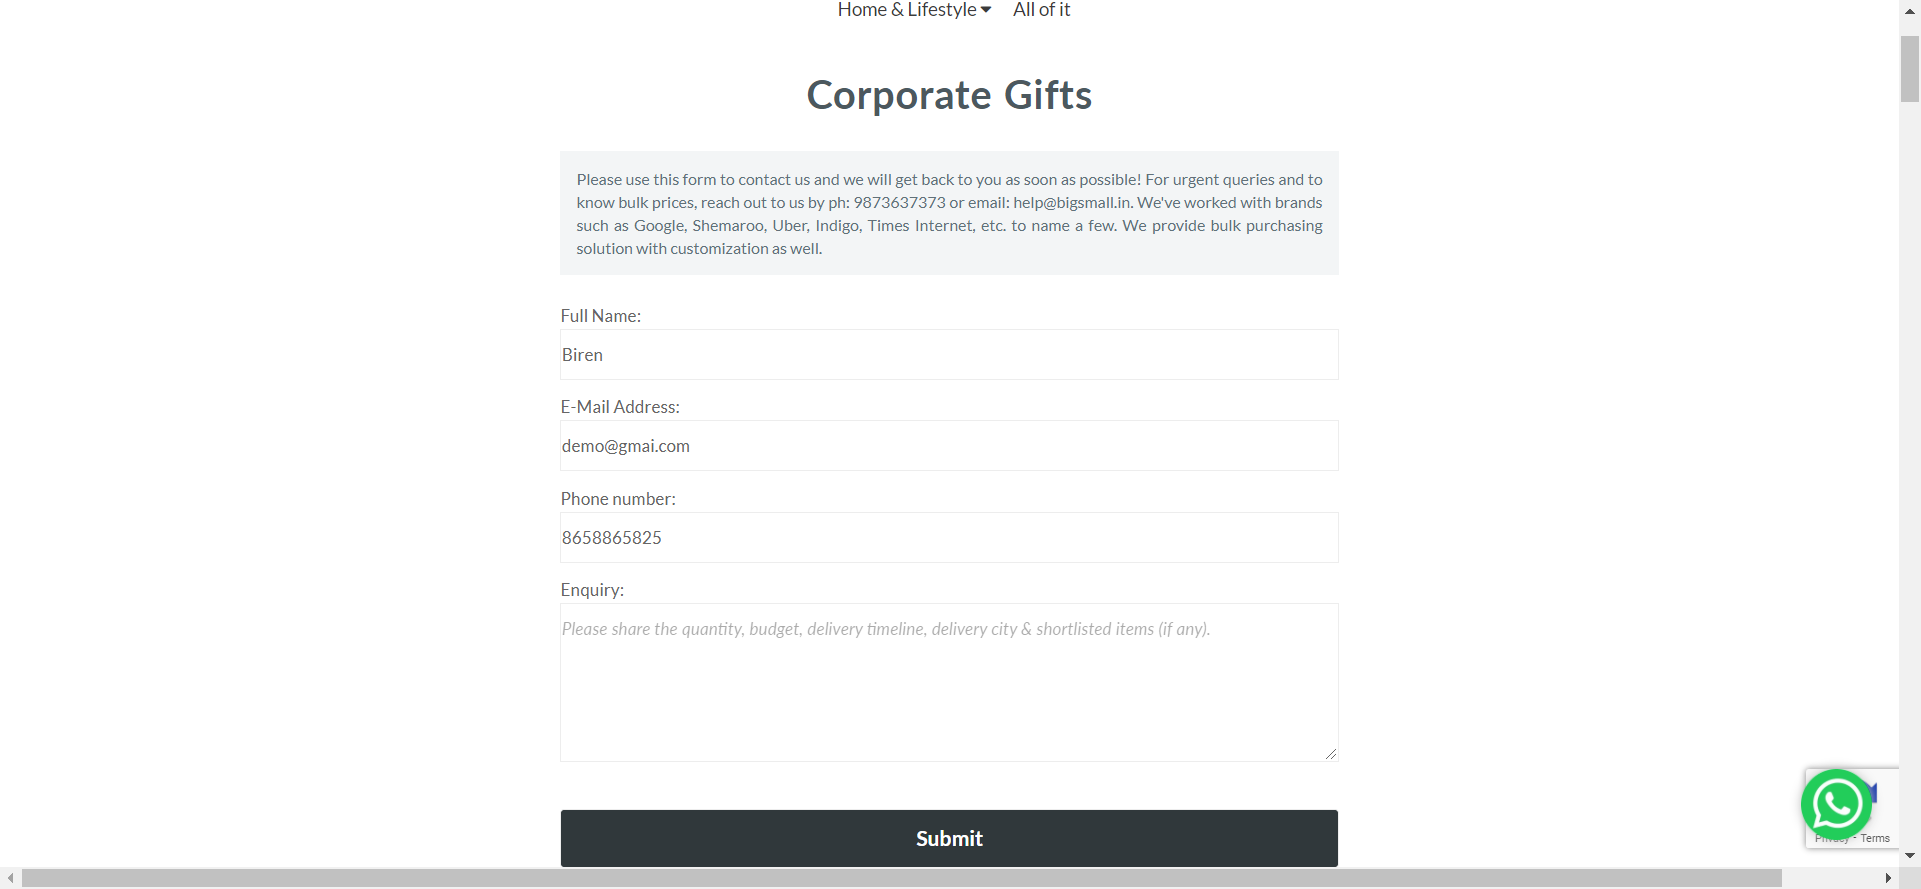 Home & Lifestyle
All of it
Corporate Gifts
Please use this form to contact us and we will get back to you as soon as possible! For urgent queries and to
know bulk prices, reach out to us by ph: 9873637373 or email: help@bigsmall.in. We've worked with brands
such as Google, Shemaroo, Uber, Indigo, Times Internet, etc. to name a few. We provide bulk purchasing
solution with customization as well.
Full Name:
Biren
E-Mail Address:
demo@gmai.com
Phone number:
8658865825
Enquiry:
Please share the quantity, budget, delivery timeline, delivery city & shortlisted items (if any).
Submit
Privacy - Terms